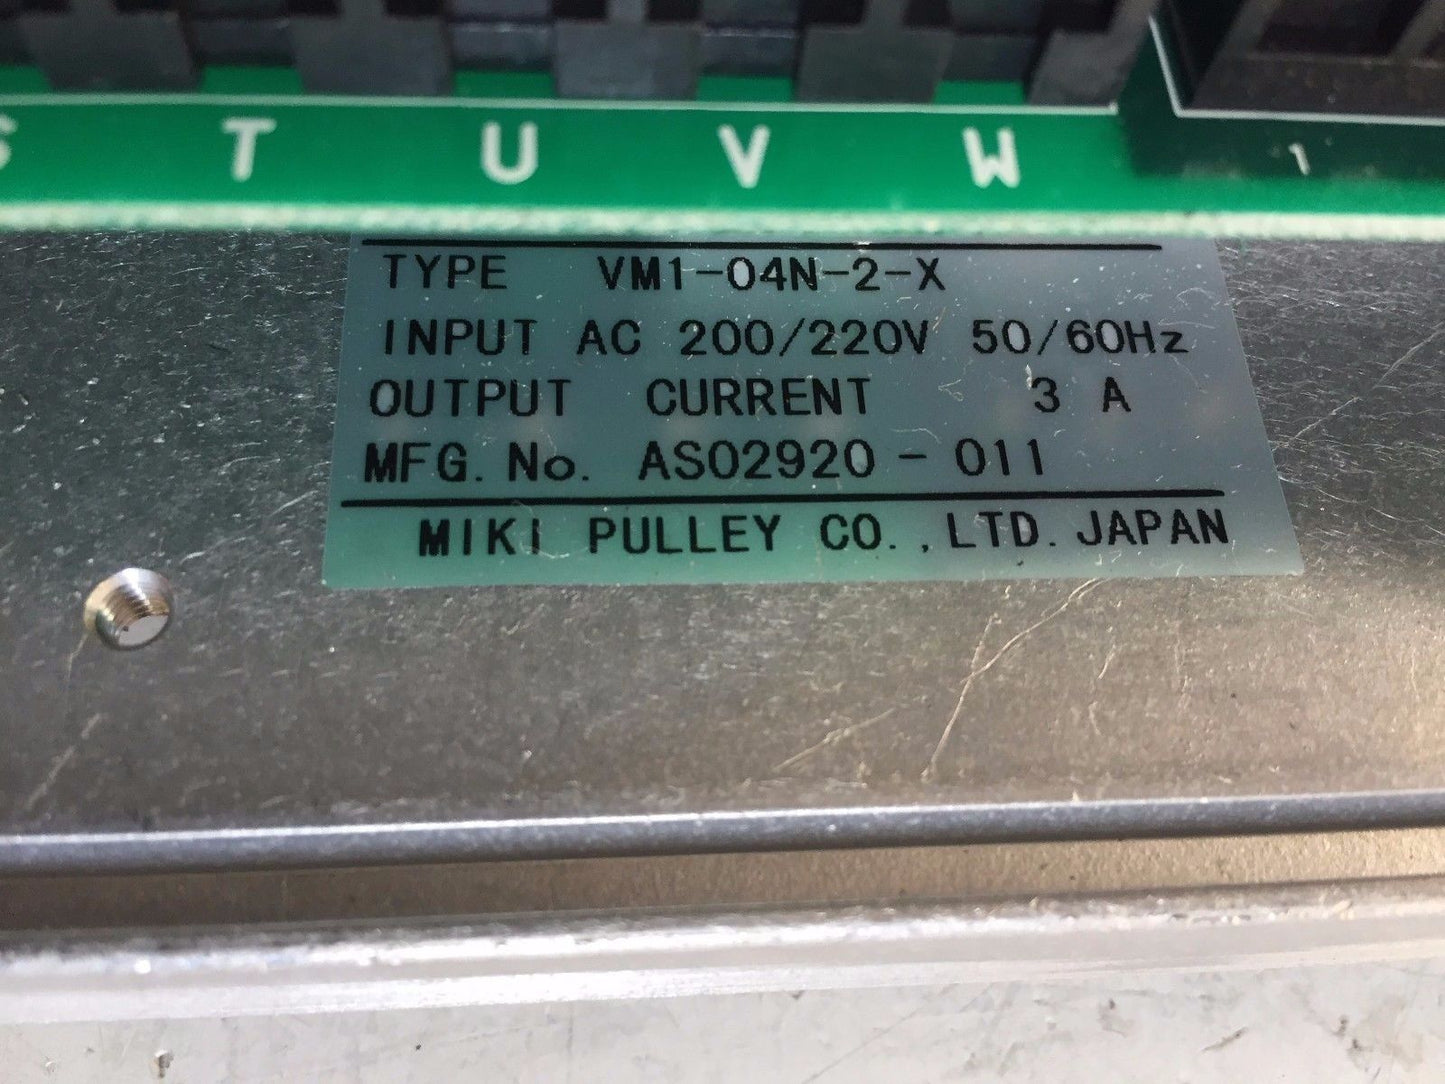 S T U V W 1
TYPE VM1-04N-2-X
INPUT AC 200/220V 50/60Hz
OUTPUT CURRENT 3 A
MFG. No. AS02920 - 011
MIKI PULLEY CO., LTD. JAPAN